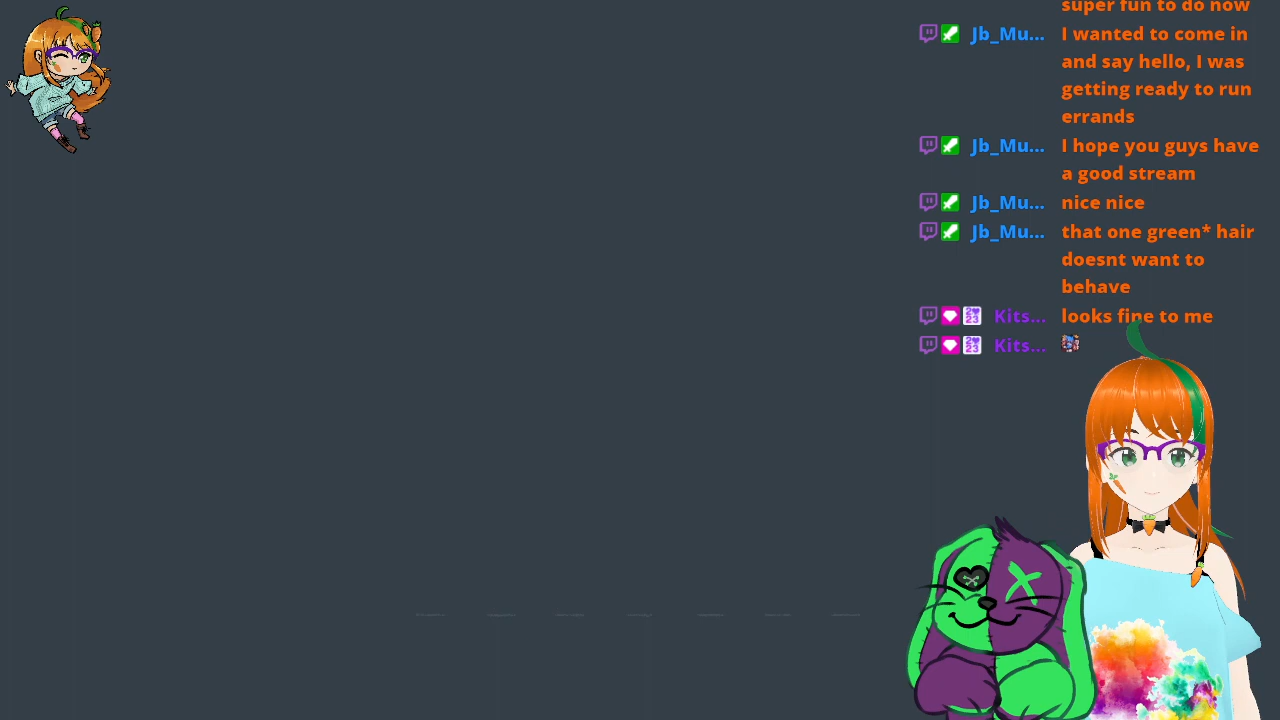 super fun to do now
Jb_Mu... I wanted to come in
and say hello, I was
getting ready to run
errands
Jb_Mu... I hope you guys have
a good stream
Jb_Mu... nice nice
Jb_Mu... that one green* hair
doesnt want to
behave
Kits... looks fine to me
Kits...